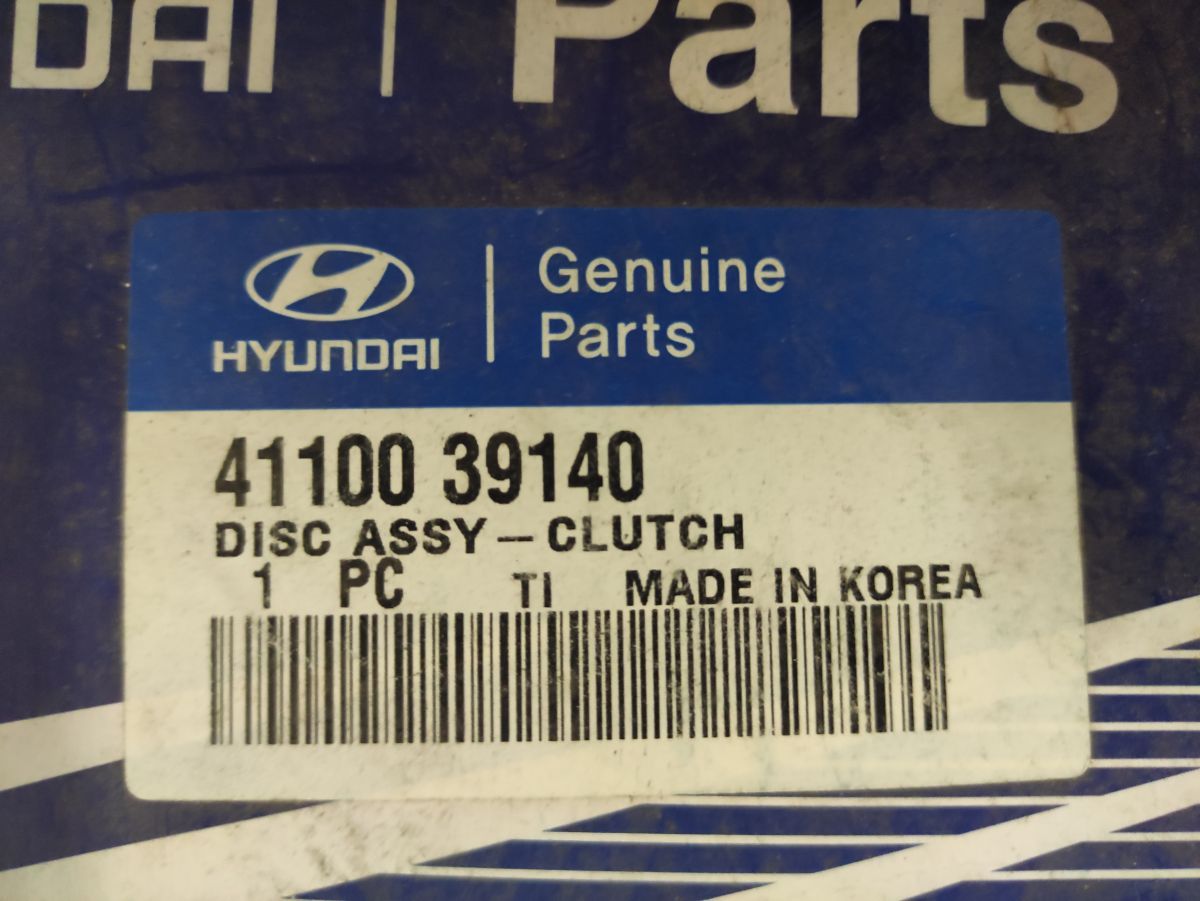 DAI | Parts
HYUNDAI | Genuine
Parts
41100 39140
DISC ASSY-CLUTCH
1 PC TI MADE IN KOREA